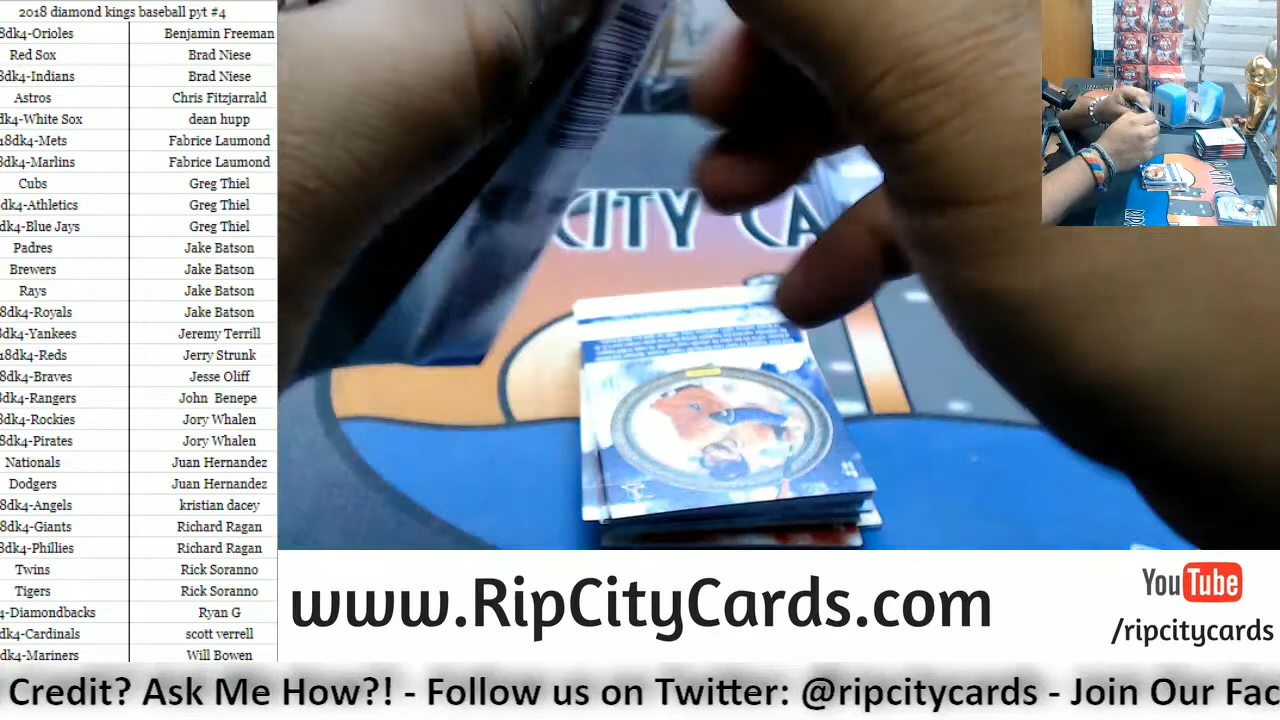 2018 diamond kings baseball pyt #4
8dk4-Orioles Benjamin Freeman
Red Sox Brad Niese
8dk4-Indians Brad Niese
Astros Chris Fitzjarrald
dk4-White Sox dean hupp
18dk4-Mets Fabrice Laumond
8dk4-Marlins Fabrice Laumond
Cubs Greg Thiel
dk4-Athletics Greg Thiel
dk4-Blue Jays Greg Thiel
Padres Jake Batson
Brewers Jake Batson
Rays Jake Batson
8dk4-Royals Jake Batson
8dk4-Yankees Jeremy Terrill
18dk4-Reds Jerry Strunk
8dk4-Braves Jesse Oliff
8dk4-Rangers John Benepe
8dk4-Rockies Jory Whalen
8dk4-Pirates Jory Whalen
Nationals Juan Hernandez
Dodgers Juan Hernandez
8dk4-Angels kristian dacey
8dk4-Giants Richard Ragan
8dk4-Phillies Richard Ragan
Twins Rick Soranno
Tigers Rick Soranno
4-Diamondbacks Ryan G
dk4-Cardinals scott verrell
dk4-Mariners Will Bowen
CITY CA
www.RipCityCards.com
YouTube
/ripcitycards
Credit? Ask Me How?! - Follow us on Twitter: @ripcitycards - Join Our Fac